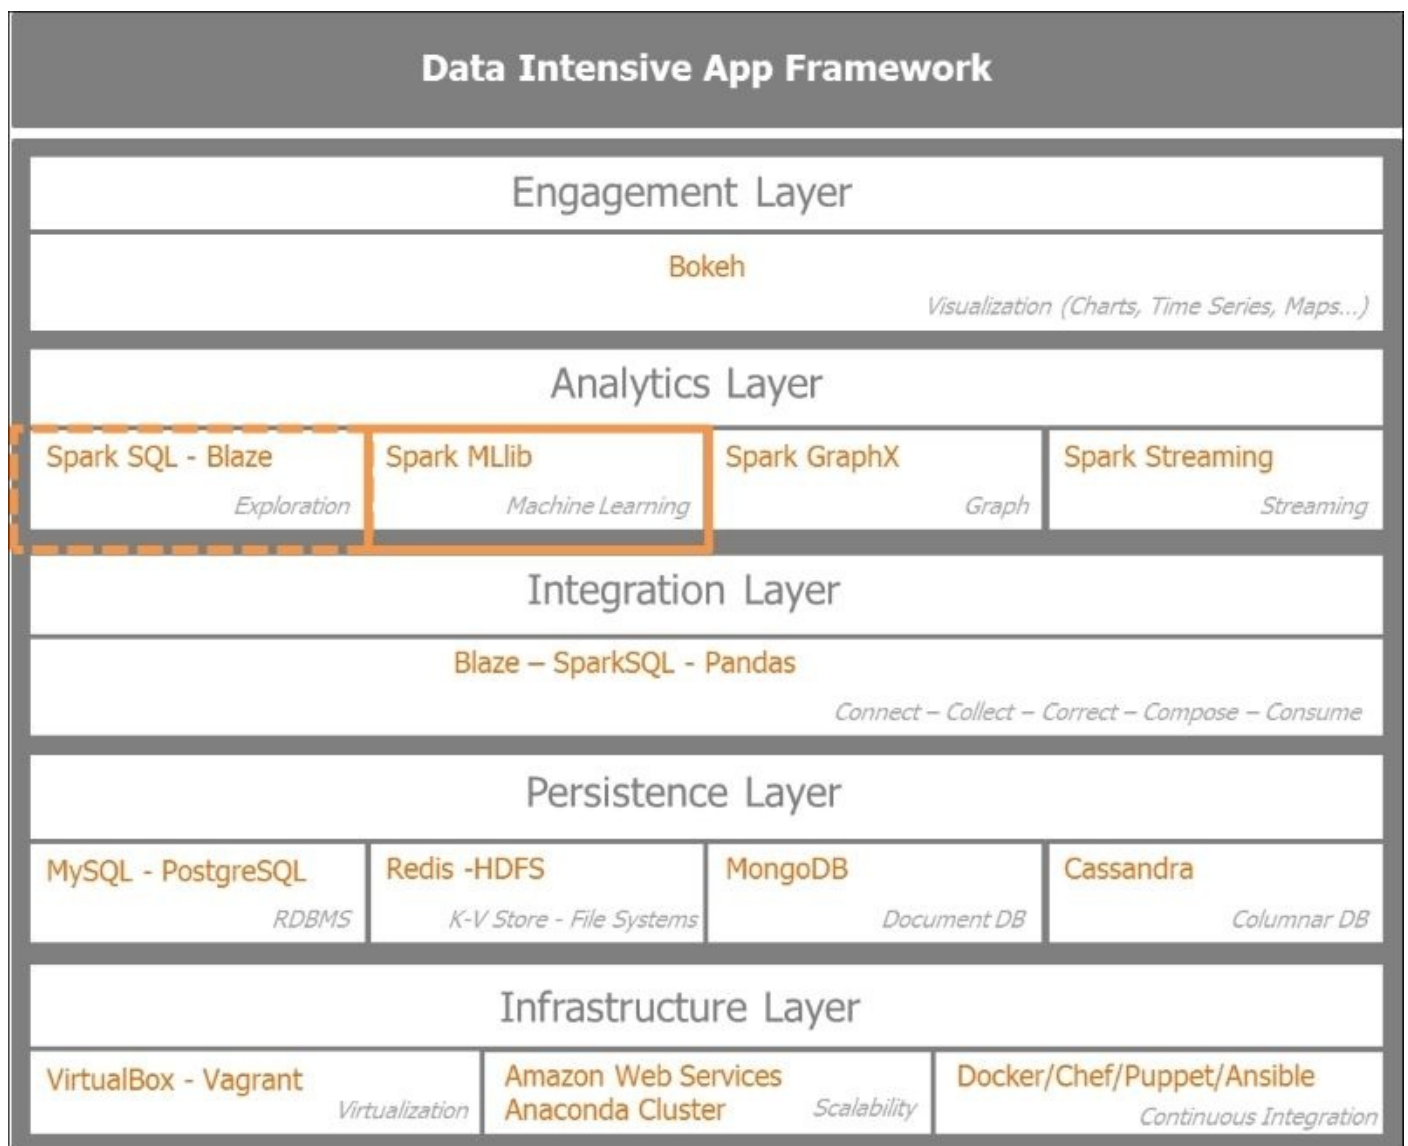 Data Intensive App Framework
Engagement Layer
Bokeh
Visualization (Charts, Time Series, Maps...)
Analytics Layer
Spark SQL - Blaze
Exploration
Spark MLlib
Machine Learning
Spark GraphX
Graph
Spark Streaming
Streaming
Integration Layer
Blaze – SparkSQL - Pandas
Connect – Collect – Correct – Compose – Consume
Persistence Layer
MySQL - PostgreSQL
RDBMS
Redis -HDFS
K-V Store - File Systems
MongoDB
Document DB
Cassandra
Columnar DB
Infrastructure Layer
VirtualBox - Vagrant
Virtualization
Amazon Web Services
Anaconda Cluster
Scalability
Docker/Chef/Puppet/Ansible
Continuous Integration